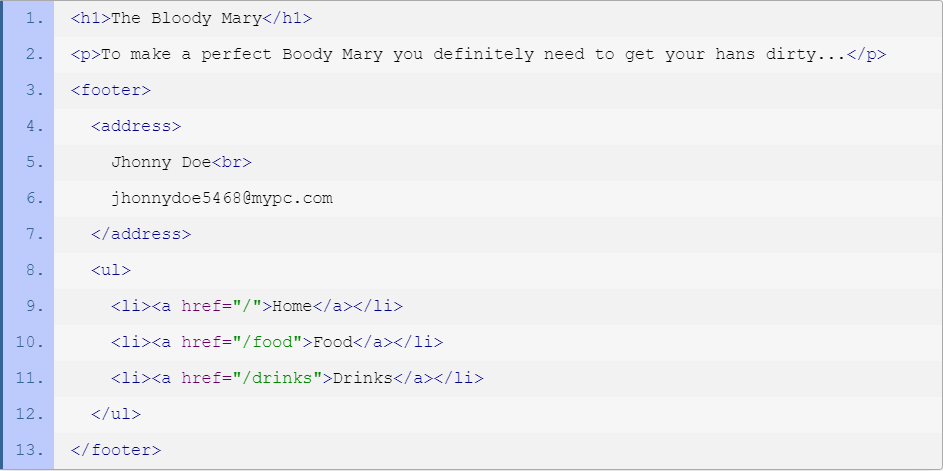 1. <h1>The Bloody Mary</h1>
2. <p>To make a perfect Boody Mary you definitely need to get your hans dirty...</p>
3. <footer>
4.   <address>
5.     Jhonny Doe<br>
6.     jhonnydoe5468@mypc.com
7.   </address>
8.   <ul>
9.     <li><a href="/">Home</a></li>
10.     <li><a href="/food">Food</a></li>
11.     <li><a href="/drinks">Drinks</a></li>
12.   </ul>
13. </footer>